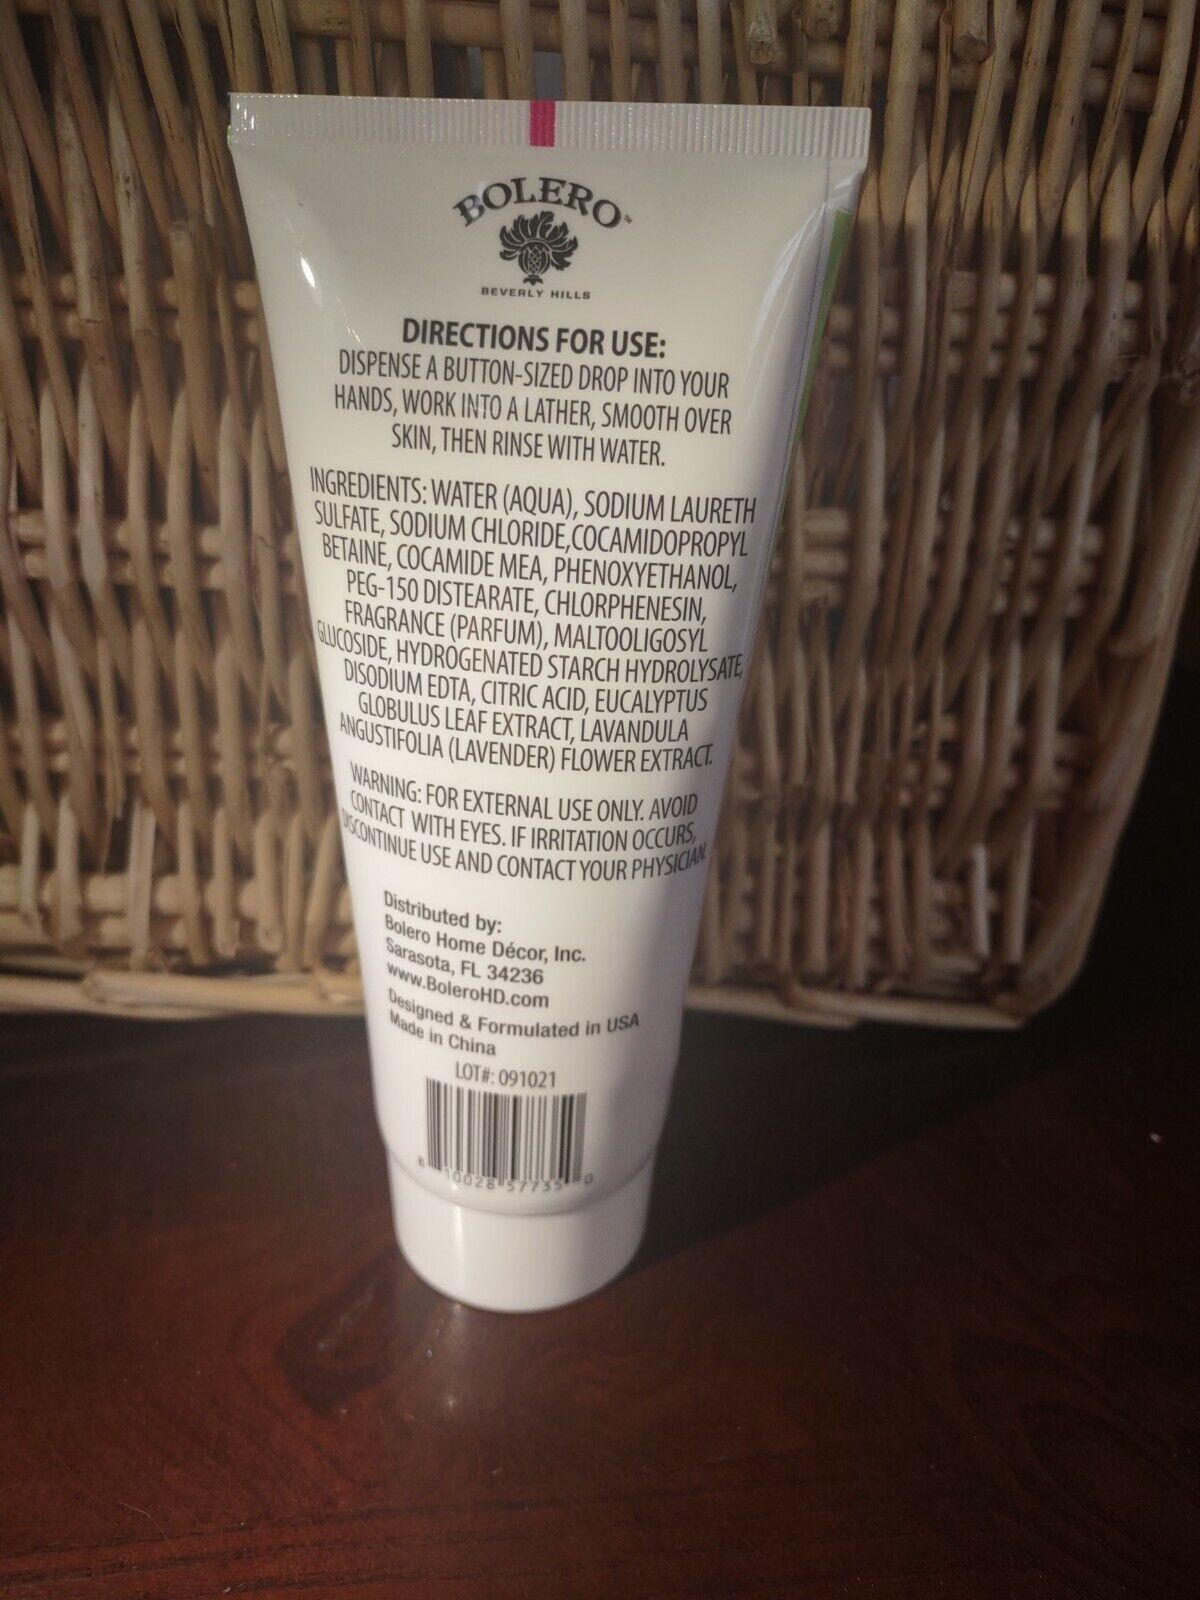 BOLERO™
BEVERLY HILLS
DIRECTIONS FOR USE:
DISPENSE A BUTTON-SIZED DROP INTO YOUR
HANDS, WORK INTO A LATHER, SMOOTH OVER
SKIN, THEN RINSE WITH WATER.
INGREDIENTS: WATER (AQUA), SODIUM LAURETH
SULFATE, SODIUM CHLORIDE,COCAMIDOPROPYL
BETAINE, COCAMIDE MEA, PHENOXYETHANOL,
PEG-150 DISTEARATE, CHLORPHENESIN,
FRAGRANCE (PARFUM), MALTOOLIGOSYL
GLUCOSIDE, HYDROGENATED STARCH HYDROLYSATE,
DISODIUM EDTA, CITRIC ACID, EUCALYPTUS
GLOBULUS LEAF EXTRACT, LAVANDULA
ANGUSTIFOLIA (LAVENDER) FLOWER EXTRACT.
WARNING: FOR EXTERNAL USE ONLY. AVOID
CONTACT WITH EYES. IF IRRITATION OCCURS,
DISCONTINUE USE AND CONTACT YOUR PHYSICIAN.
Distributed by:
Bolero Home Décor, Inc.
Sarasota, FL 34236
www.BoleroHD.com
Designed & Formulated in USA
Made in China
LOT#: 091021
8 10028 57735 0